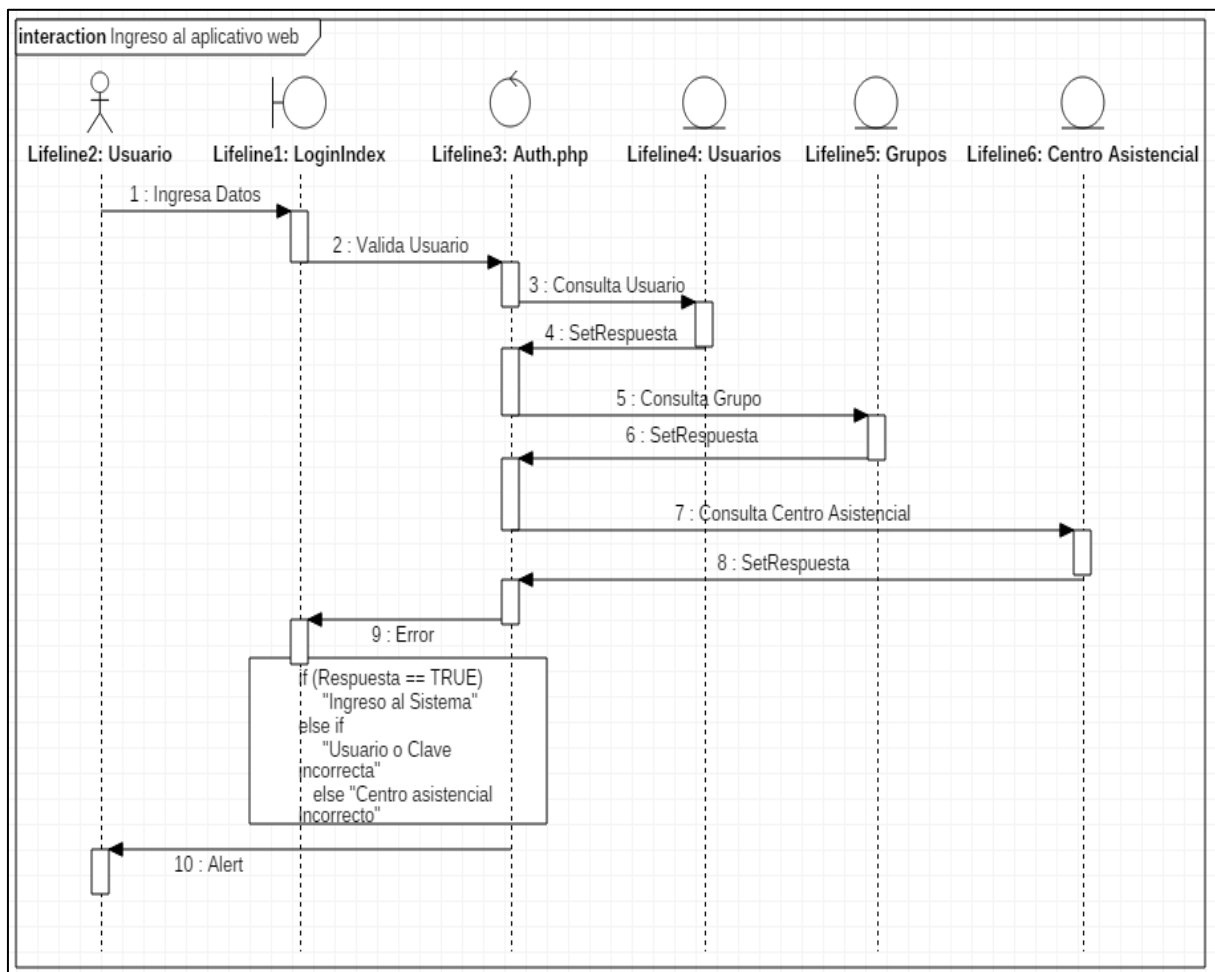 interaction Ingreso al aplicativo web
Lifeline2: Usuario
Lifeline1: LoginIndex
Lifeline3: Auth.php
Lifeline4: Usuarios
Lifeline5: Grupos
Lifeline6: Centro Asistencial
1 : Ingresa Datos
2 : Valida Usuario
3 : Consulta Usuario
4 : SetRespuesta
5 : Consulta Grupo
6 : SetRespuesta
7 : Consulta Centro Asistencial
8 : SetRespuesta
9 : Error
if (Respuesta == TRUE)
"Ingreso al Sistema"
else if
"Usuario o Clave
incorrecta"
else "Centro asistencial
incorrecto"
10 : Alert